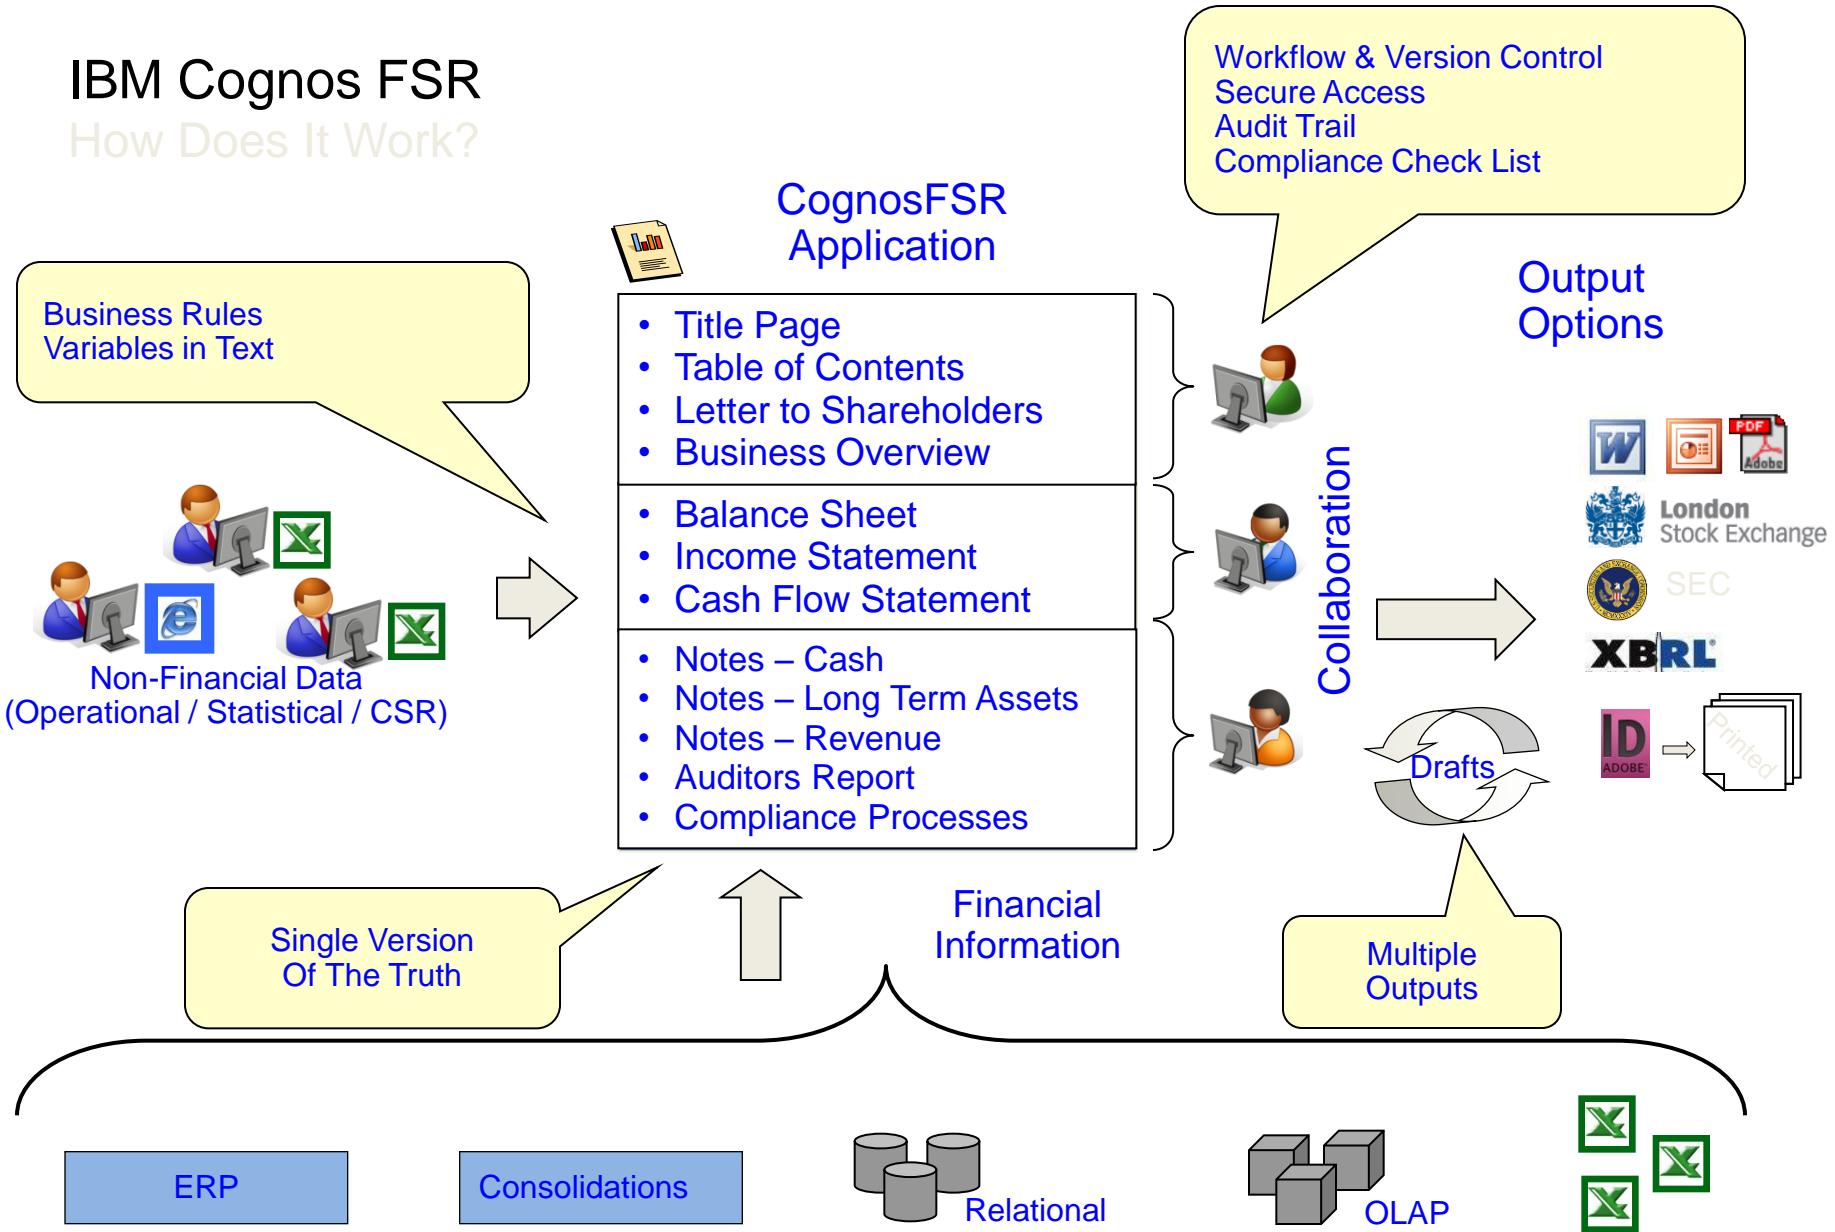 IBM Cognos FSR
How Does It Work?
Workflow & Version Control
Secure Access
Audit Trail
Compliance Check List
CognosFSR
Application
Output
Options
Business Rules
Variables in Text
• Title Page
• Table of Contents
• Letter to Shareholders
• Business Overview
• Balance Sheet
• Income Statement
• Cash Flow Statement
• Notes – Cash
• Notes – Long Term Assets
• Notes – Revenue
• Auditors Report
• Compliance Processes
Non-Financial Data
(Operational / Statistical / CSR)
Collaboration
W
PDF
Adobe
London
Stock Exchange
SEC
XBRL
ID
ADOBE
Printed
Drafts
Single Version
Of The Truth
Financial
Information
Multiple
Outputs
ERP
Consolidations
Relational
OLAP